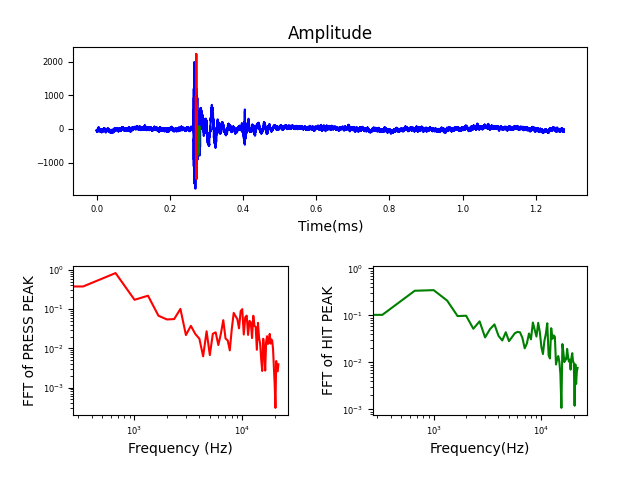 Amplitude
2000
1000
0
−1000
0.0 0.2 0.4 0.6 0.8 1.0 1.2
Time(ms)
FFT of PRESS PEAK
10⁰
10⁻¹
10⁻²
10⁻³
10³ 10⁴
Frequency (Hz)
FFT of HIT PEAK
10⁰
10⁻¹
10⁻²
10⁻³
10³ 10⁴
Frequency(Hz)